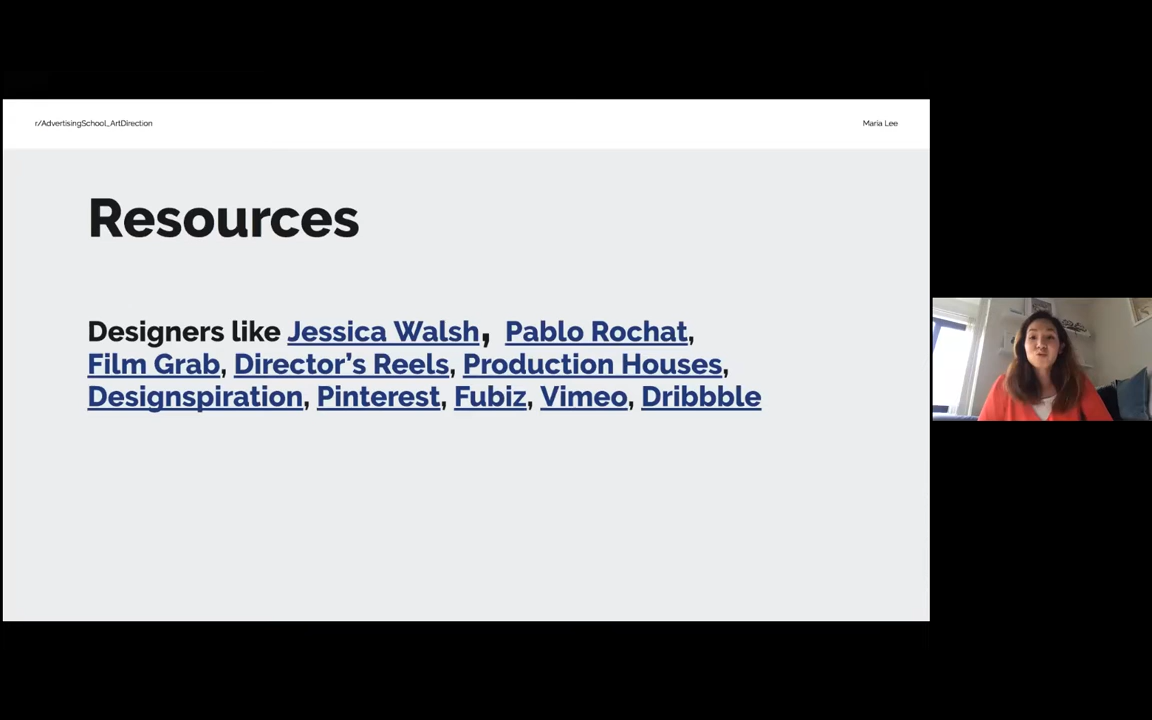 r/AdvertisingSchool_ArtDirection
Maria Lee
Resources
Designers like Jessica Walsh, Pablo Rochat,
Film Grab, Director’s Reels, Production Houses,
Designspiration, Pinterest, Fubiz, Vimeo, Dribbble